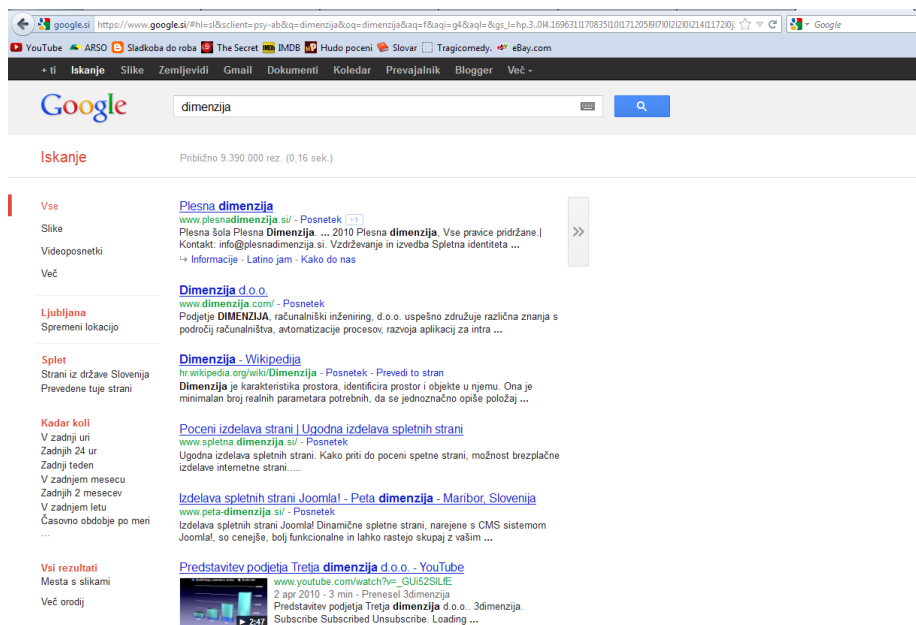 google.si https://www.google.si/#hl=sl&sclient=psy-ab&q=dimenzija&oq=dimenzija&aq=f&aqi=g4&aql=&gs_l=hp.3..0l4.
Google
YouTube ARSO Sladkoba do roba The Secret IMDB Hudo poceni Slovar Tragicomedy. eBay.com
+ ti Iskanje Slike Zemljevidi Gmail Dokumenti Koledar Prevajalnik Blogger Več
Google
dimenzija
Iskanje
Približno 9.390.000 rez. (0,16 sek.)
Vse
Slike
Videoposnetki
Več
Ljubljana
Spremeni lokacijo
Splet
Strani iz države Slovenija
Prevedene tuje strani
Kadar koli
V zadnji uri
Zadnjih 24 ur
Zadnji teden
V zadnjem mesecu
Zadnjih 2 mesecev
V zadnjem letu
Časovno obdobje po meri
...
Vsi rezultati
Mesta s slikami
Več orodij
Plesna dimenzija
www.plesnadimenzija.si/ - Posnetek +1
Plesna šola Plesna Dimenzija. ... 2010 Plesna dimenzija, Vse pravice pridržane.|
Kontakt: info@plesnadimenzija.si. Vzdrževanje in izvedba Spletna identiteta ...
Informacije - Latino jam - Kako do nas
Dimenzija d.o.o.
www.dimenzija.com/ - Posnetek
Podjetje DIMENZIJA, računalniški inženiring, d.o.o. uspešno združuje različna znanja s
področij računalništva, avtomatizacije procesov, razvoja aplikacij za intra ...
Dimenzija - Wikipedija
hr.wikipedia.org/wiki/Dimenzija - Posnetek - Prevedi to stran
Dimenzija je karakteristika prostora, identificira prostor i objekte u njemu. Ona je
minimalan broj realnih parametara potrebnih, da se jednoznačno opiše položaj ...
Poceni izdelava strani | Ugodna izdelava spletnih strani
www.spletna.dimenzija.si/ - Posnetek
Ugodna izdelava spletnih strani. Kako priti do poceni spetne strani, možnost brezplačne
izdelave internetne strani.....
Izdelava spletnih strani Joomla! - Peta dimenzija - Maribor, Slovenija
www.peta-dimenzija.si/ - Posnetek
Izdelava spletnih strani Joomla! Dinamične spletne strani, narejene s CMS sistemom
Joomla!, so cenejše, bolj funkcionalne in lahko rastejo skupaj z vašim ...
Predstavitev podjetja Tretja dimenzija d.o.o. - YouTube
www.youtube.com/watch?v=_GUi52SlLfE
2 apr 2010 - 3 min - Prenesel 3dimenzija
Predstavitev podjetja Tretja dimenzija d.o.o.. 3dimenzija.
Subscribe Subscribed Unsubscribe. Loading ...
2:47